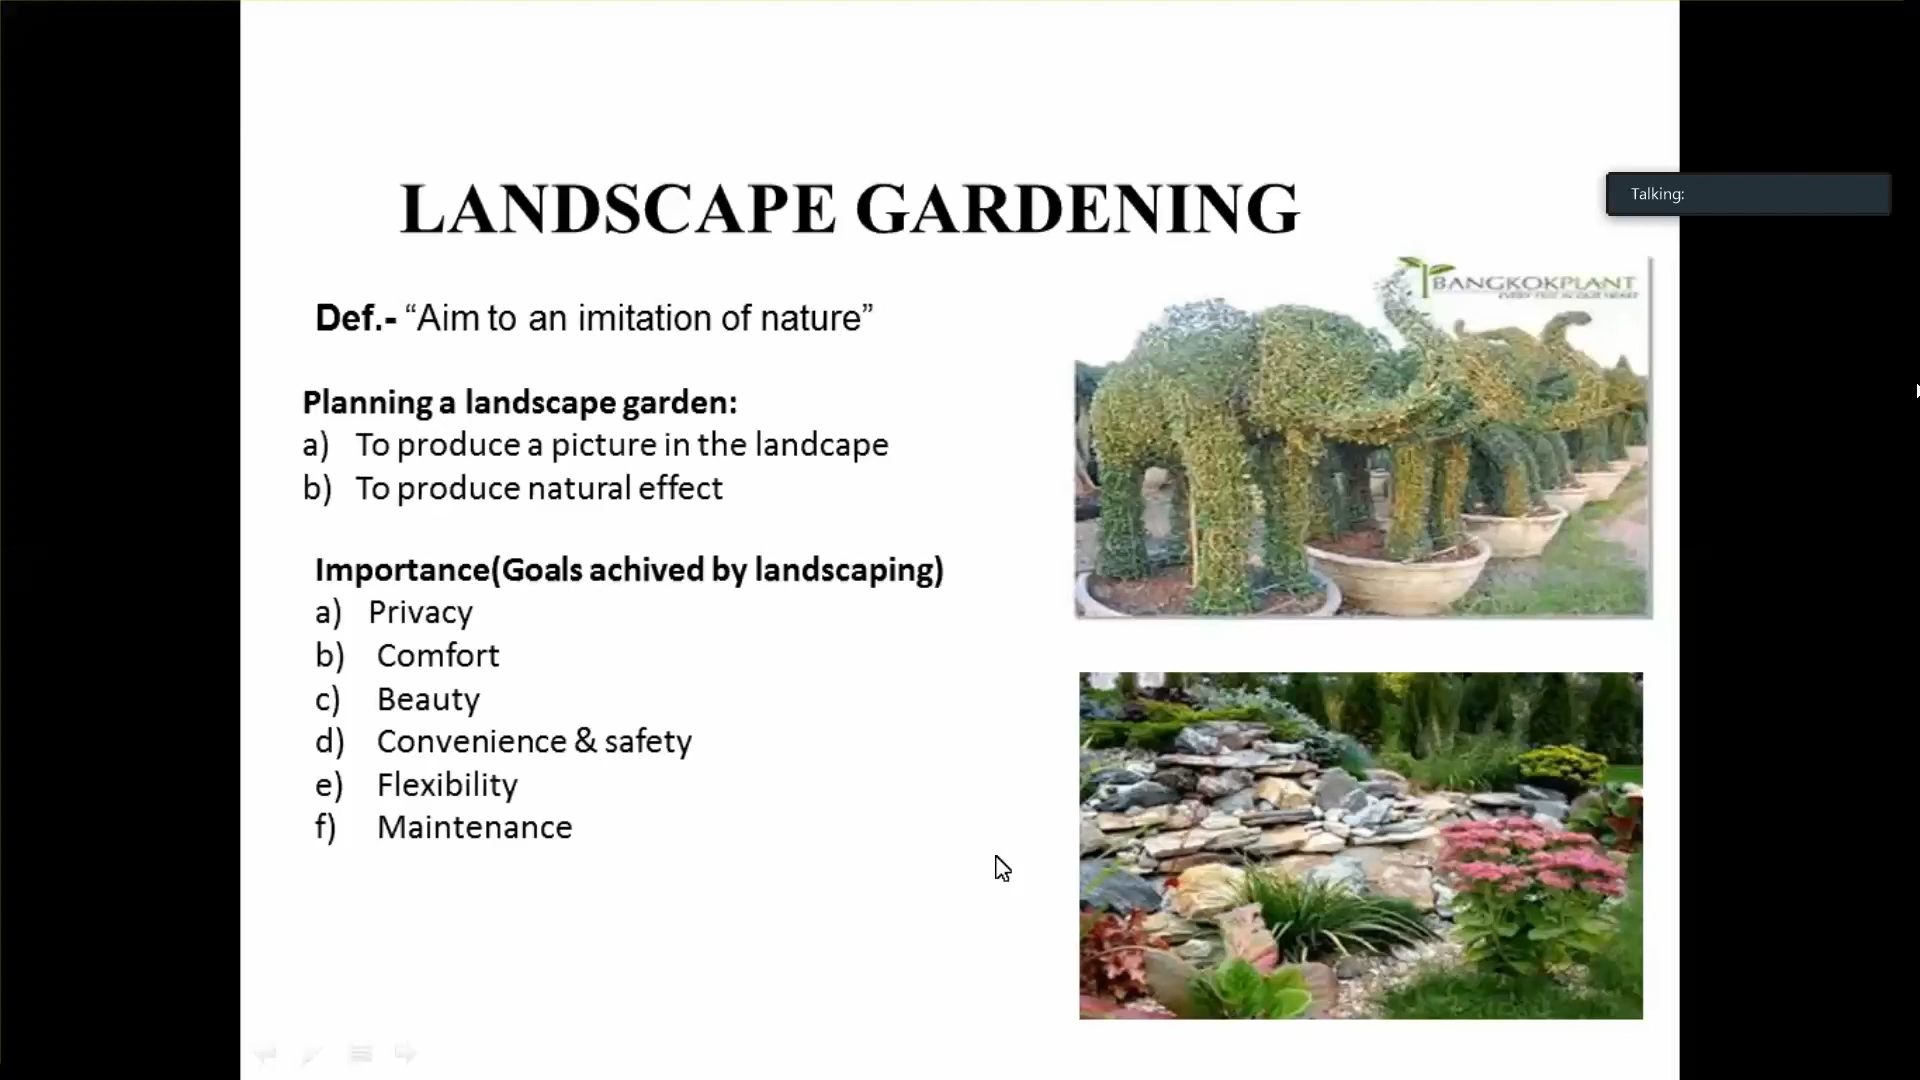 LANDSCAPE GARDENING
Talking:
Def.- “Aim to an imitation of nature”
Planning a landscape garden:
a) To produce a picture in the landcape
b) To produce natural effect
Importance(Goals achived by landscaping)
a) Privacy
b) Comfort
c) Beauty
d) Convenience & safety
e) Flexibility
f) Maintenance
BANGKOKPLANT